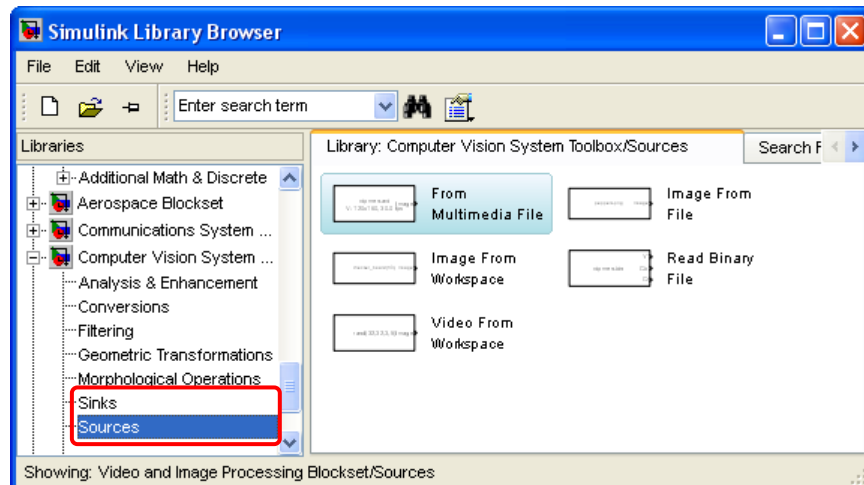 Simulink Library Browser
File Edit View Help
Enter search term
Libraries
Library: Computer Vision System Toolbox/Sources
Search F
Additional Math & Discrete
Aerospace Blockset
Communications System ...
Computer Vision System ...
Analysis & Enhancement
Conversions
Filtering
Geometric Transformations
Morphological Operations
Sinks
Sources
From
Multimedia File
Image From
File
Image From
Workspace
Read Binary
File
Video From
Workspace
Showing: Video and Image Processing Blockset/Sources